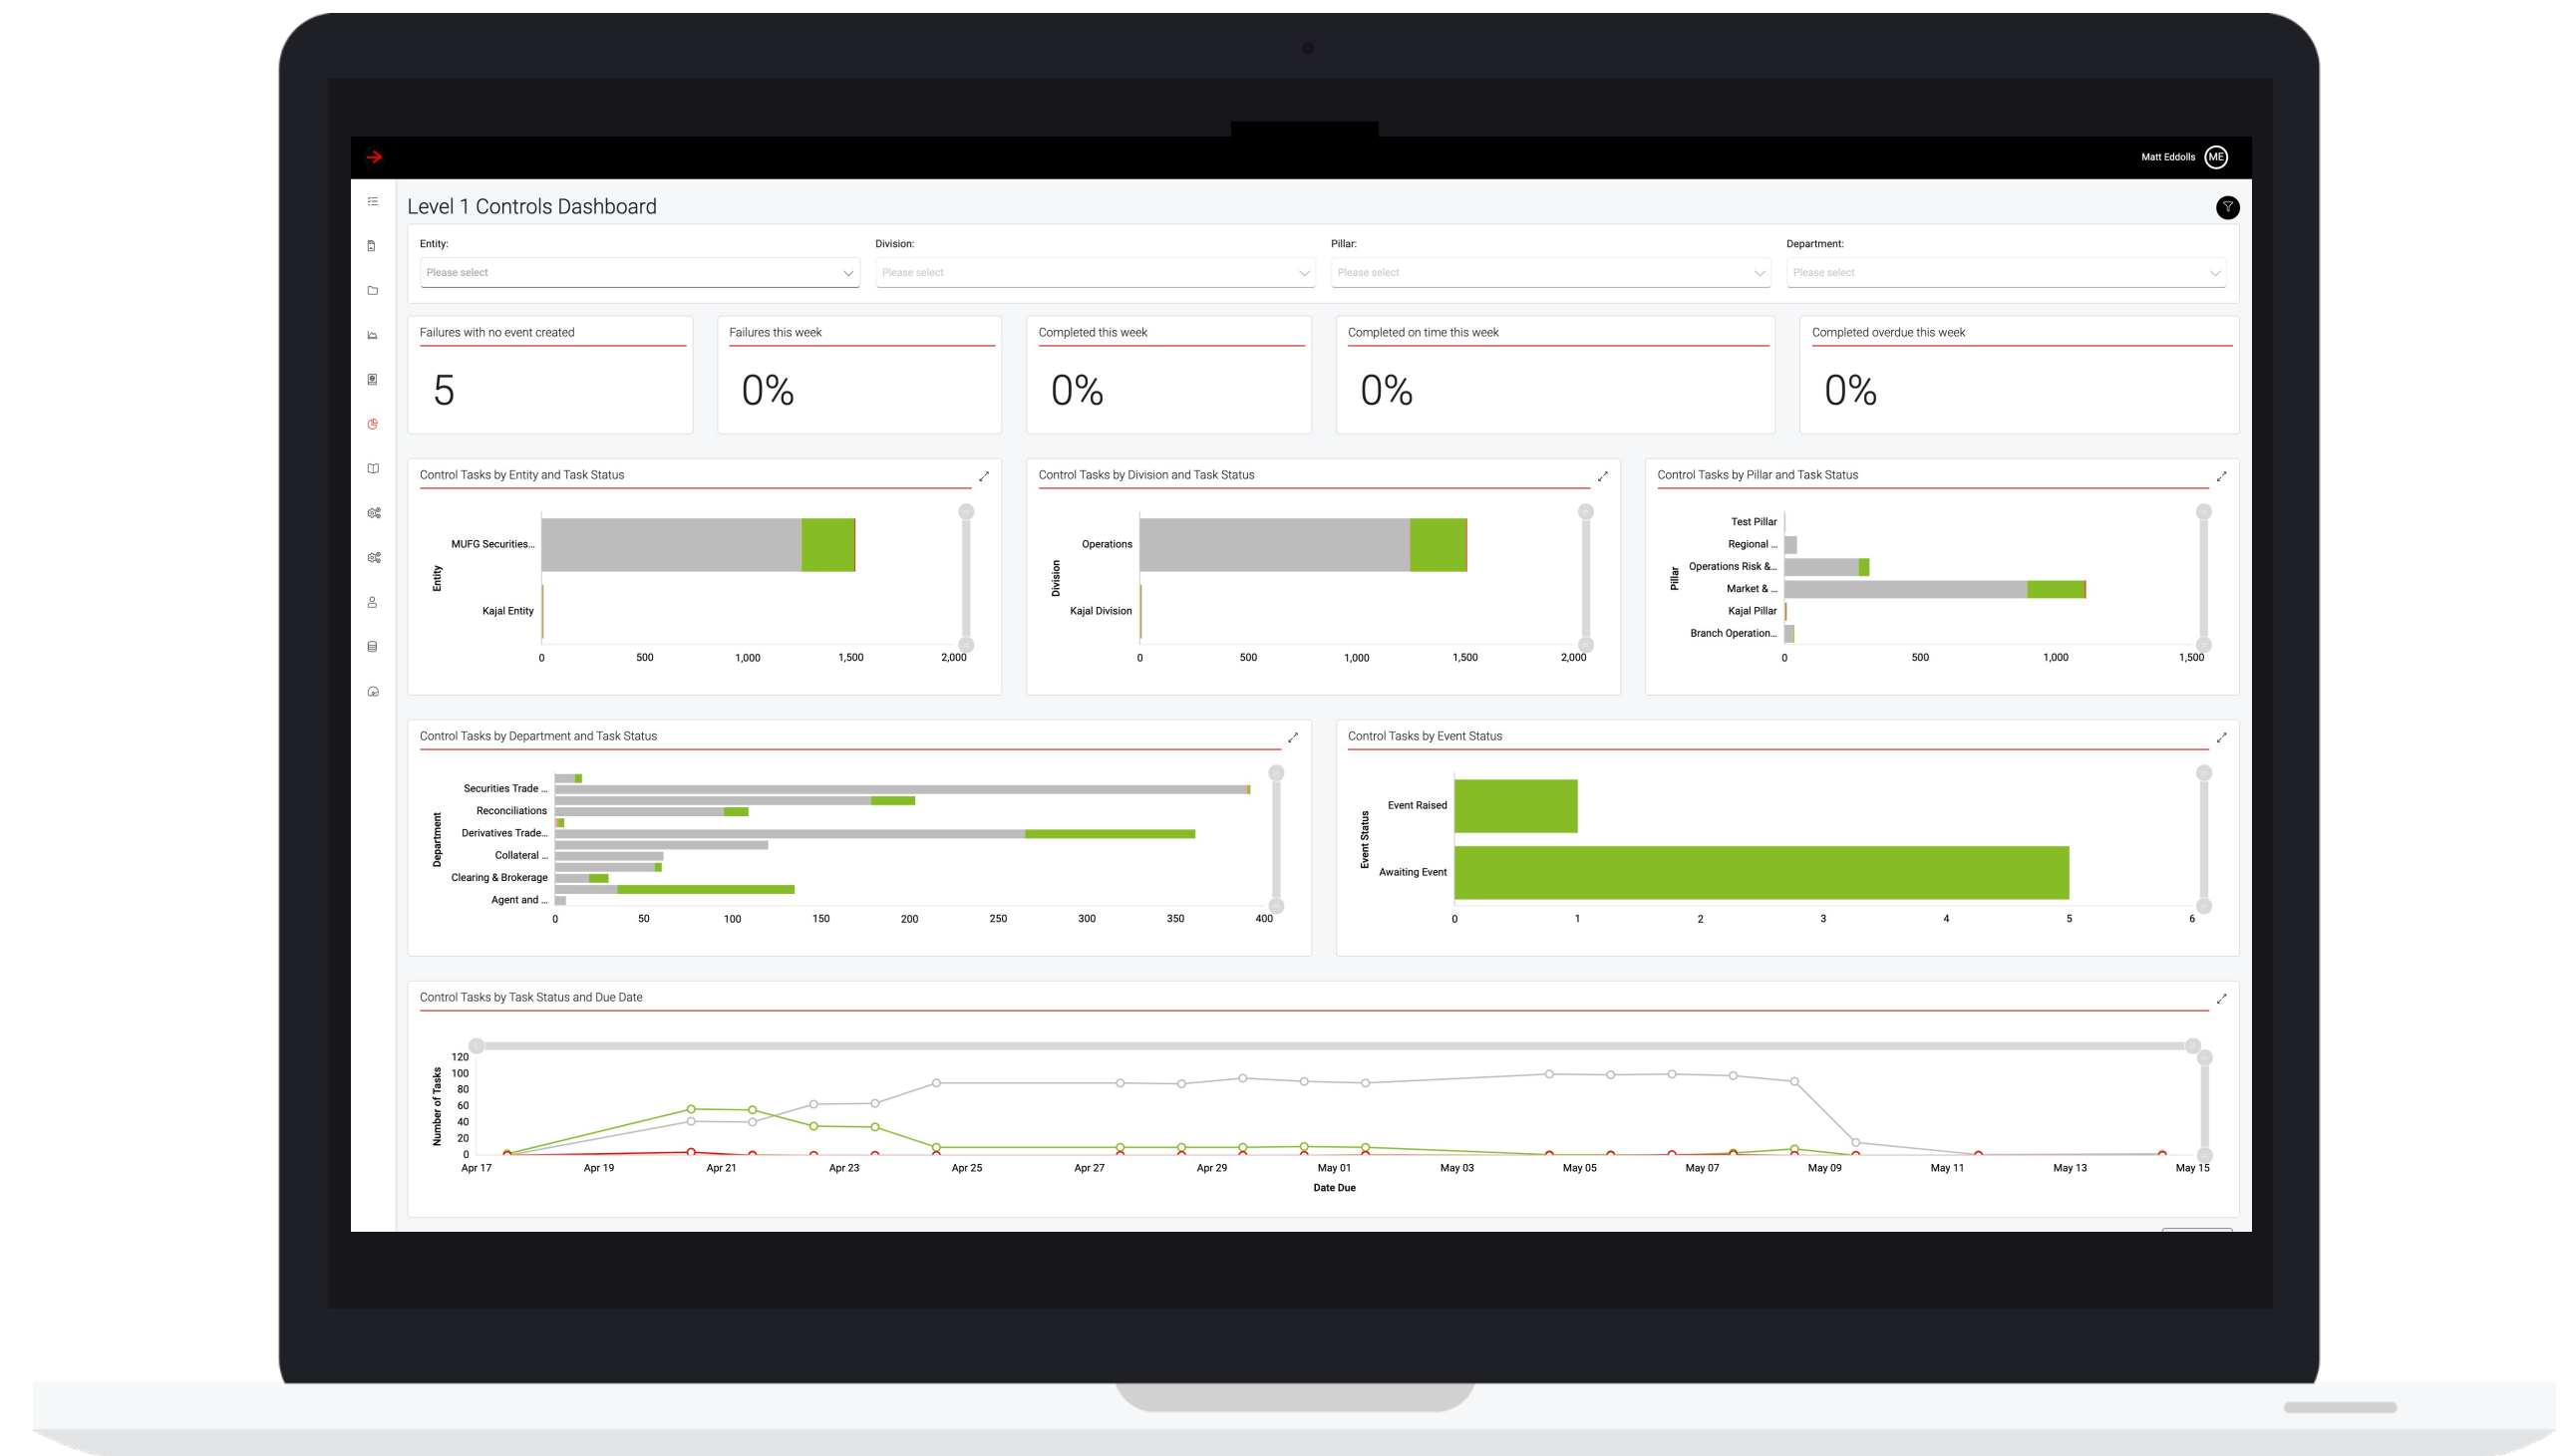 Matt Eddolls ME
Level 1 Controls Dashboard
Entity: Division: Pillar: Department:
Please select Please select Please select Please select
Failures with no event created Failures this week Completed this week Completed on time this week Completed overdue this week
5 0% 0% 0% 0%
Control Tasks by Entity and Task Status
Entity
MUFG Securities...
Kajal Entity
0 500 1,000 1,500 2,000
Control Tasks by Division and Task Status
Division
Operations
Kajal Division
0 500 1,000 1,500 2,000
Control Tasks by Pillar and Task Status
Pillar
Test Pillar
Regional ...
Operations Risk &...
Market & ...
Kajal Pillar
Branch Operation...
0 500 1,000 1,500
Control Tasks by Department and Task Status
Department
Securities Trade ...
Reconciliations
Derivatives Trade...
Collateral ...
Clearing & Brokerage
Agent and ...
0 50 100 150 200 250 300 350 400
Control Tasks by Event Status
Event Status
Event Raised
Awaiting Event
0 1 2 3 4 5 6
Control Tasks by Task Status and Due Date
Number of Tasks
120
100
80
60
40
20
0
Apr 17 Apr 19 Apr 21 Apr 23 Apr 25 Apr 27 Apr 29 May 01 May 03 May 05 May 07 May 09 May 11 May 13 May 15
Date Due